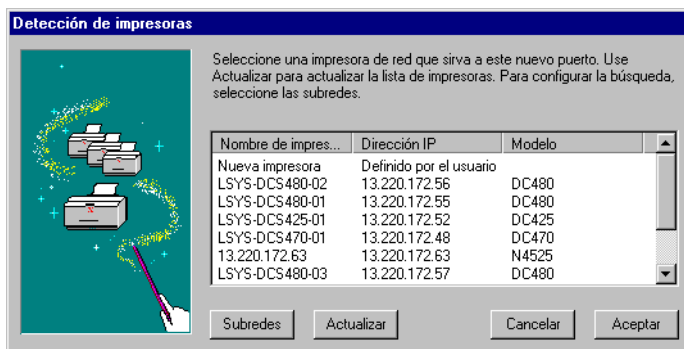 Detección de impresoras
Seleccione una impresora de red que sirva a este nuevo puerto. Use
Actualizar para actualizar la lista de impresoras. Para configurar la búsqueda,
seleccione las subredes.
Nombre de impres... Dirección IP Modelo
Nueva impresora Definido por el usuario
LSYS-DCS480-02 13.220.172.56 DC480
LSYS-DCS480-01 13.220.172.55 DC480
LSYS-DCS425-01 13.220.172.52 DC425
LSYS-DCS470-01 13.220.172.48 DC470
13.220.172.63 13.220.172.63 N4525
LSYS-DCS480-03 13.220.172.57 DC480
Subredes Actualizar Cancelar Aceptar